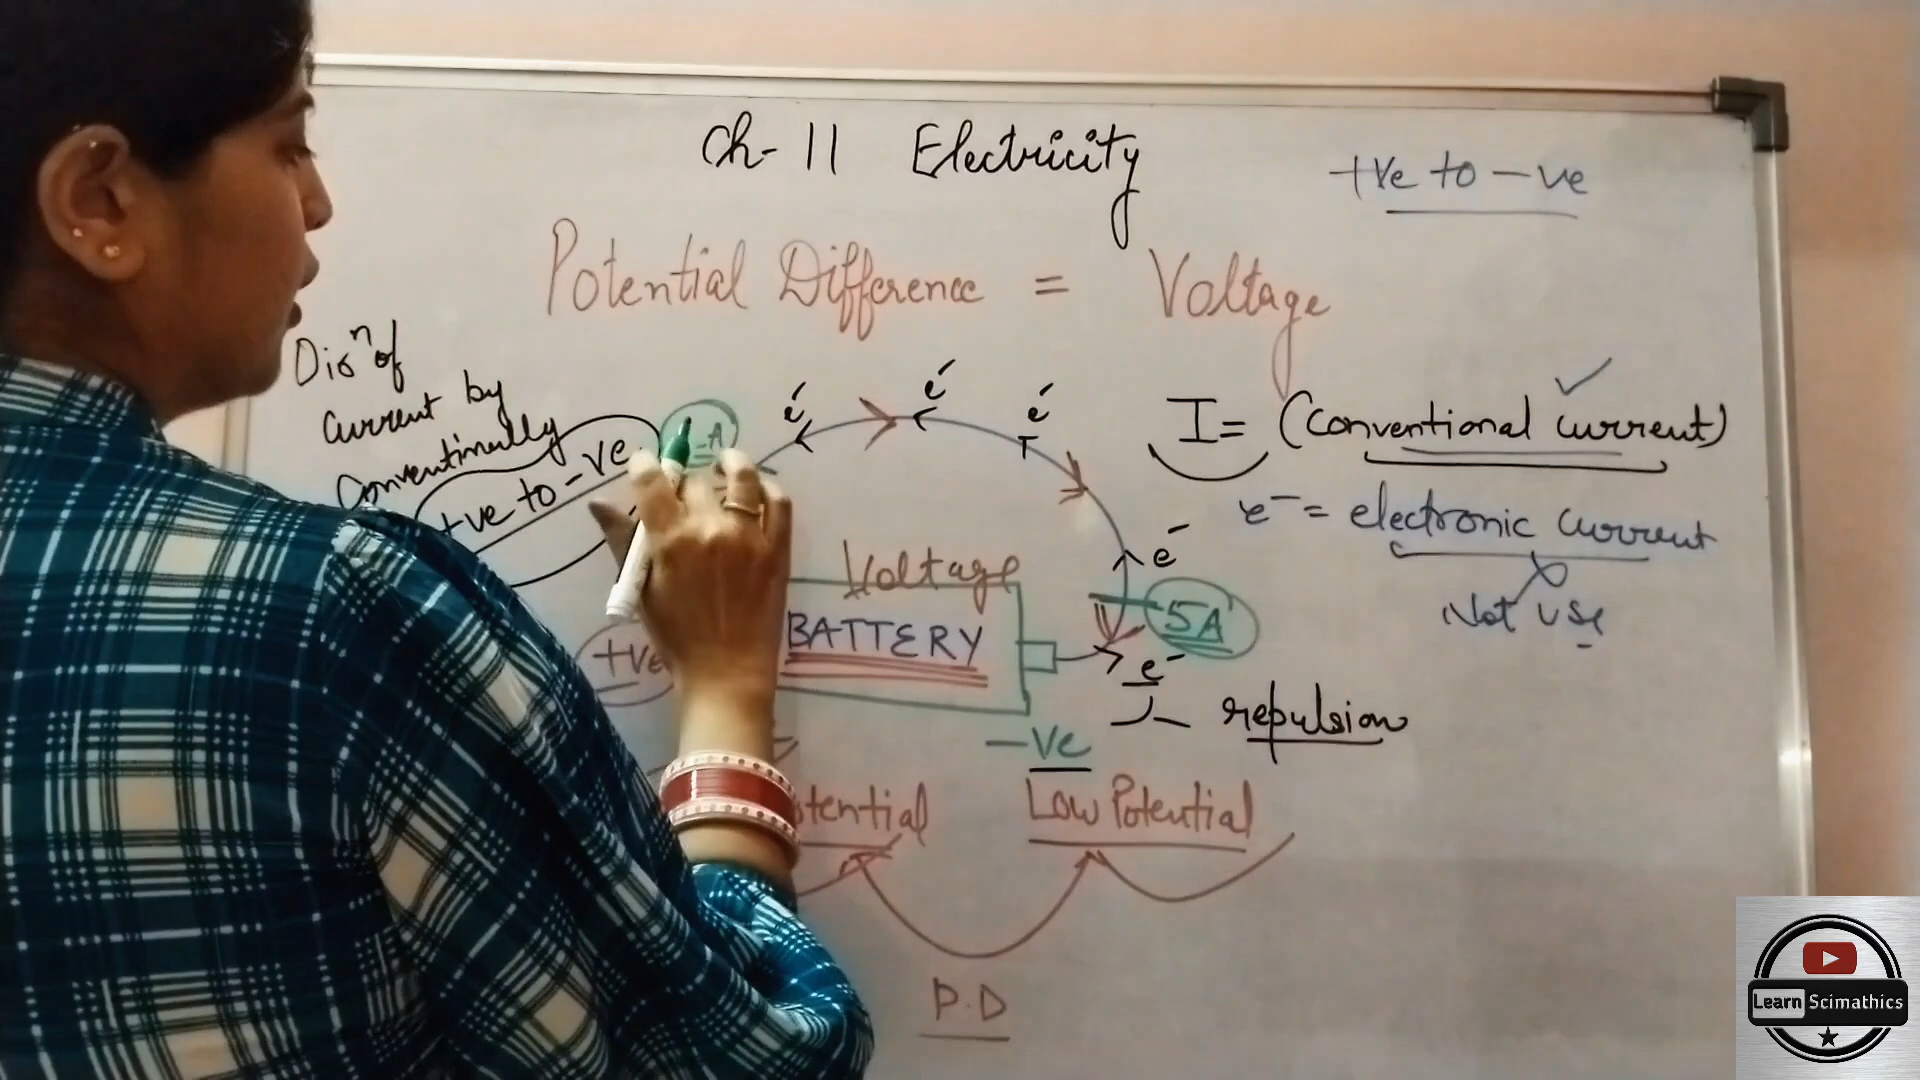 Ch- 11 Electricity
+ve to -ve
Potential Difference = Voltage
Dirⁿ of
Current by
Conventinally
+ve to -ve
e⁻
e⁻
e⁻
I = (Conventional current)
e⁻ = electronic current
Not use
e⁻
Voltage
BATTERY
5A
+ve
e⁻
repulsion
-ve
Low Potential
P.D
Learn Scimathics